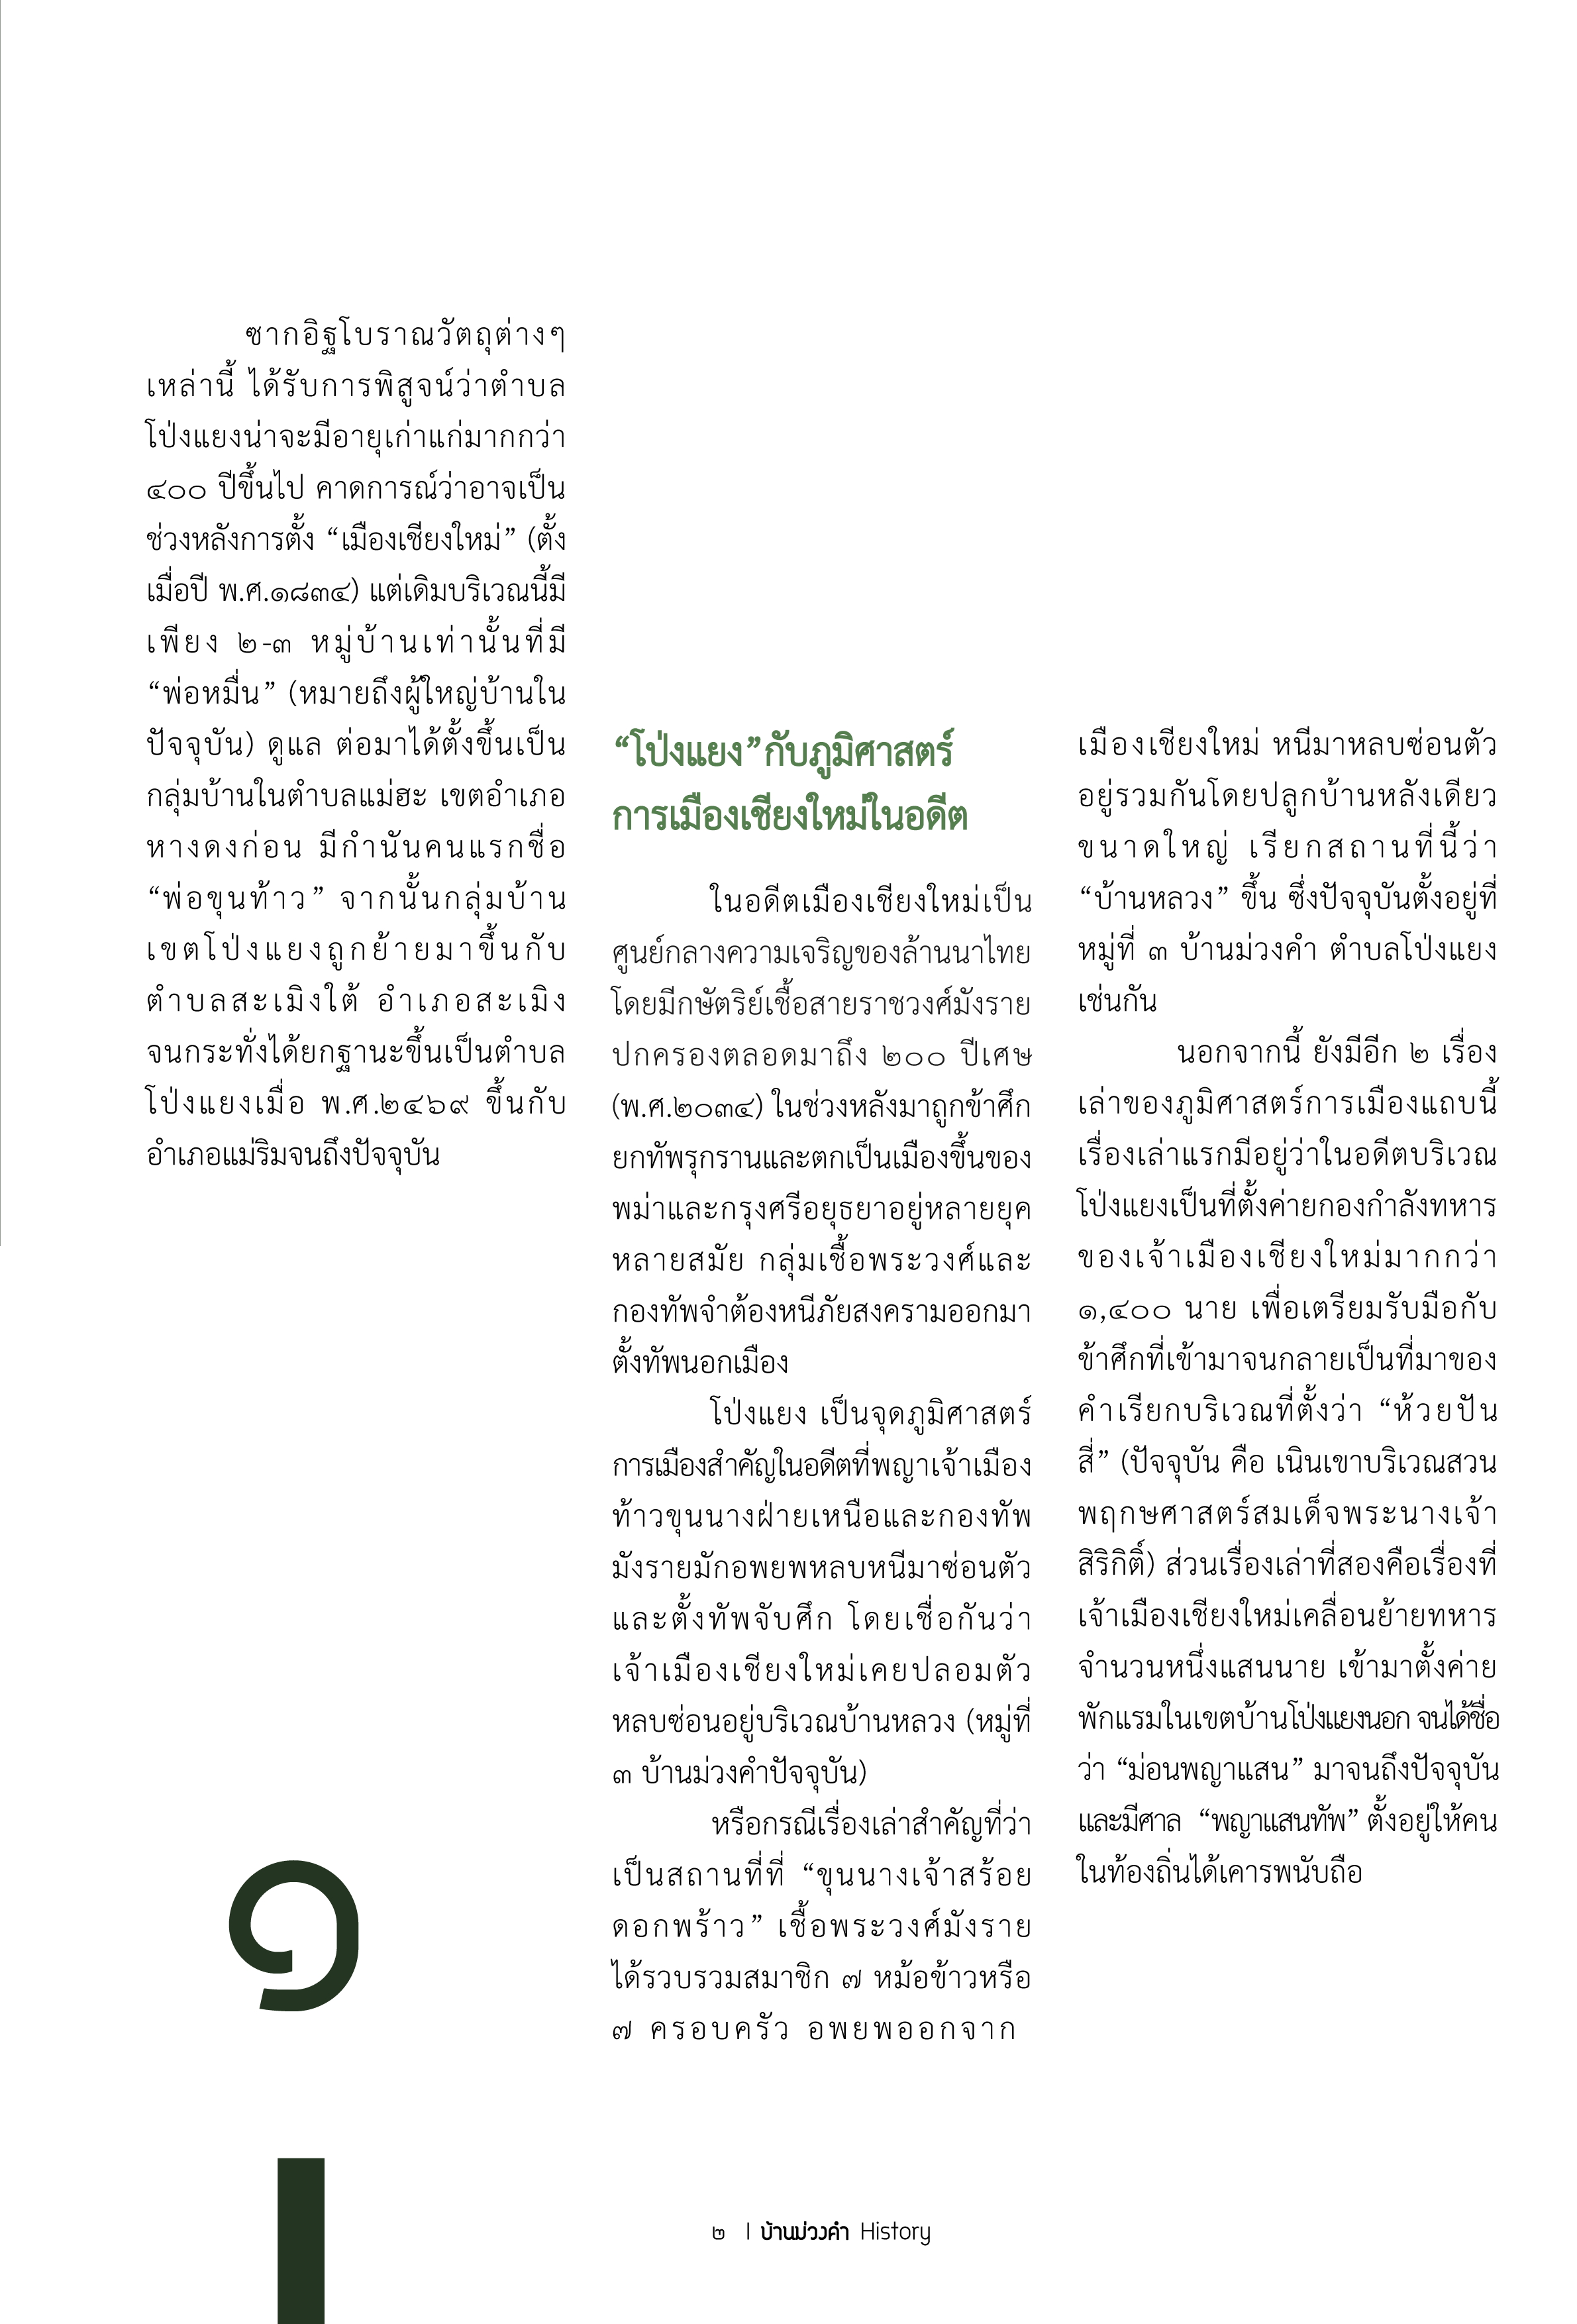 ซากอิฐโบราณวัตถุต่างๆ
เหล่านี้ ได้รับการพิสูจน์ว่าตำบล
โป่งแยงน่าจะมีอายุเก่าแก่มากกว่า
๔๐๐ ปีขึ้นไป คาดการณ์ว่าอาจเป็น
ช่วงหลังการตั้ง “เมืองเชียงใหม่” (ตั้ง
เมื่อปี พ.ศ.๑๘๓๔) แต่เดิมบริเวณนี้มี
เพียง ๒-๓ หมู่บ้านเท่านั้นที่มี
“พ่อหมื่น” (หมายถึงผู้ใหญ่บ้านใน
ปัจจุบัน) ดูแล ต่อมาได้ตั้งขึ้นเป็น
กลุ่มบ้านในตำบลแม่ฮะ เขตอำเภอ
หางดงก่อน มีกำนันคนแรกชื่อ
“พ่อขุนท้าว” จากนั้นกลุ่มบ้าน
เขตโป่งแยงถูกย้ายมาขึ้นกับ
ตำบลสะเมิงใต้ อำเภอสะเมิง
จนกระทั่งได้ยกฐานะขึ้นเป็นตำบล
โป่งแยงเมื่อ พ.ศ.๒๔๖๙ ขึ้นกับ
อำเภอแม่ริมจนถึงปัจจุบัน
“โป่งแยง”กับภูมิศาสตร์
การเมืองเชียงใหม่ในอดีต
ในอดีตเมืองเชียงใหม่เป็น
ศูนย์กลางความเจริญของล้านนาไทย
โดยมีกษัตริย์เชื้อสายราชวงศ์มังราย
ปกครองตลอดมาถึง ๒๐๐ ปีเศษ
(พ.ศ.๒๐๓๔) ในช่วงหลังมาถูกข้าศึก
ยกทัพรุกรานและตกเป็นเมืองขึ้นของ
พม่าและกรุงศรีอยุธยาอยู่หลายยุค
หลายสมัย กลุ่มเชื้อพระวงศ์และ
กองทัพจำต้องหนีภัยสงครามออกมา
ตั้งทัพนอกเมือง
โป่งแยง เป็นจุดภูมิศาสตร์
การเมืองสำคัญในอดีตที่พญาเจ้าเมือง
ท้าวขุนนางฝ่ายเหนือและกองทัพ
มังรายมักอพยพหลบหนีมาซ่อนตัว
และตั้งทัพจับศึก โดยเชื่อกันว่า
เจ้าเมืองเชียงใหม่เคยปลอมตัว
หลบซ่อนอยู่บริเวณบ้านหลวง (หมู่ที่
๓ บ้านม่วงคำปัจจุบัน)
หรือกรณีเรื่องเล่าสำคัญที่ว่า
เป็นสถานที่ที่ “ขุนนางเจ้าสร้อย
ดอกพร้าว” เชื้อพระวงศ์มังราย
ได้รวบรวมสมาชิก ๗ หม้อข้าวหรือ
๗ ครอบครัว อพยพออกจาก
เมืองเชียงใหม่ หนีมาหลบซ่อนตัว
อยู่รวมกันโดยปลูกบ้านหลังเดียว
ขนาดใหญ่ เรียกสถานที่นี้ว่า
“บ้านหลวง” ขึ้น ซึ่งปัจจุบันตั้งอยู่ที่
หมู่ที่ ๓ บ้านม่วงคำ ตำบลโป่งแยง
เช่นกัน
นอกจากนี้ ยังมีอีก ๒ เรื่อง
เล่าของภูมิศาสตร์การเมืองแถบนี้
เรื่องเล่าแรกมีอยู่ว่าในอดีตบริเวณ
โป่งแยงเป็นที่ตั้งค่ายกองกำลังทหาร
ของเจ้าเมืองเชียงใหม่มากกว่า
๑,๔๐๐ นาย เพื่อเตรียมรับมือกับ
ข้าศึกที่เข้ามาจนกลายเป็นที่มาของ
คำเรียกบริเวณที่ตั้งว่า “ห้วยปัน
สี่” (ปัจจุบัน คือ เนินเขาบริเวณสวน
พฤกษศาสตร์สมเด็จพระนางเจ้า
สิริกิติ์) ส่วนเรื่องเล่าที่สองคือเรื่องที่
เจ้าเมืองเชียงใหม่เคลื่อนย้ายทหาร
จำนวนหนึ่งแสนนาย เข้ามาตั้งค่าย
พักแรมในเขตบ้านโป่งแยงนอก จนได้ชื่อ
ว่า “ม่อนพญาแสน” มาจนถึงปัจจุบัน
และมีศาล “พญาแสนทัพ” ตั้งอยู่ให้คน
ในท้องถิ่นได้เคารพนับถือ
๑
๒ | บ้านม่วงคำ History